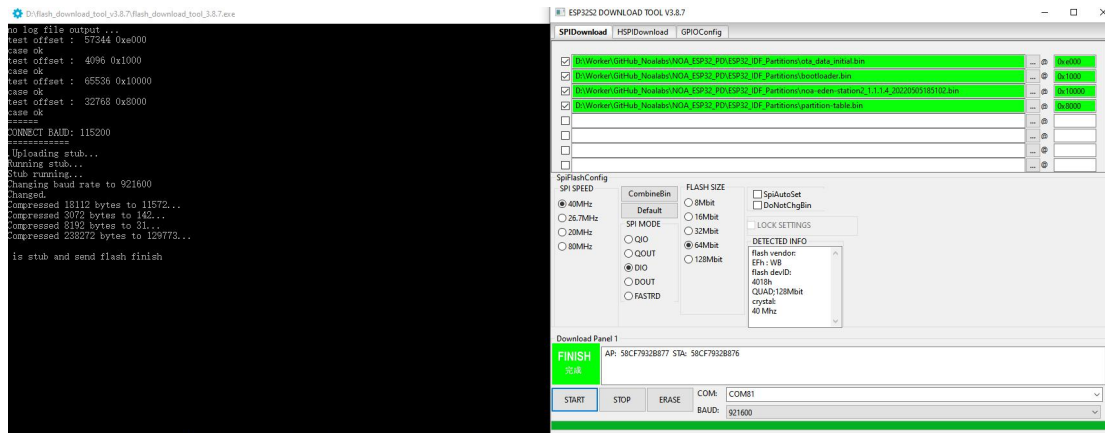 D:\flash_download_tool_v3.8.7\flash_download_tool_3.8.7.exe
no log file output ...
test offset :  57344 0xe000
case ok
test offset :  4096 0x1000
case ok
test offset :  65536 0x10000
case ok
test offset :  32768 0x8000
case ok
======
CONNECT BAUD: 115200
============
.Uploading stub...
Running stub...
Stub running...
Changing baud rate to 921600
Changed.
Compressed 18112 bytes to 11572...
Compressed 3072 bytes to 142...
Compressed 8192 bytes to 31...
Compressed 238272 bytes to 129773...
is stub and send flash finish
ESP32S2 DOWNLOAD TOOL V3.8.7
SPIDownload HSPIDownload GPIOConfig
D:\Worker\GitHub_Noalabs\NOA_ESP32_PD\ESP32_IDF_Partitions\ota_data_initial.bin ... @ 0xe000
D:\Worker\GitHub_Noalabs\NOA_ESP32_PD\ESP32_IDF_Partitions\bootloader.bin ... @ 0x1000
D:\Worker\GitHub_Noalabs\NOA_ESP32_PD\ESP32_IDF_Partitions\noa-eden-station2_1.1.1.4_20220505185102.bin ... @ 0x10000
D:\Worker\GitHub_Noalabs\NOA_ESP32_PD\ESP32_IDF_Partitions\partition-table.bin ... @ 0x8000
... @
... @
... @
... @
SpiFlashConfig
SPI SPEED
40MHz
26.7MHz
20MHz
80MHz
CombineBin
Default
SPI MODE
QIO
QOUT
DIO
DOUT
FASTRD
FLASH SIZE
8Mbit
16Mbit
32Mbit
64Mbit
128Mbit
SpiAutoSet
DoNotChgBin
LOCK SETTINGS
DETECTED INFO
flash vendor:
EFh : WB
flash devID:
4018h
QUAD;128Mbit
crystal:
40 Mhz
Download Panel 1
FINISH
完成
AP: 58CF7932B877 STA: 58CF7932B876
START STOP ERASE
COM: COM81
BAUD: 921600